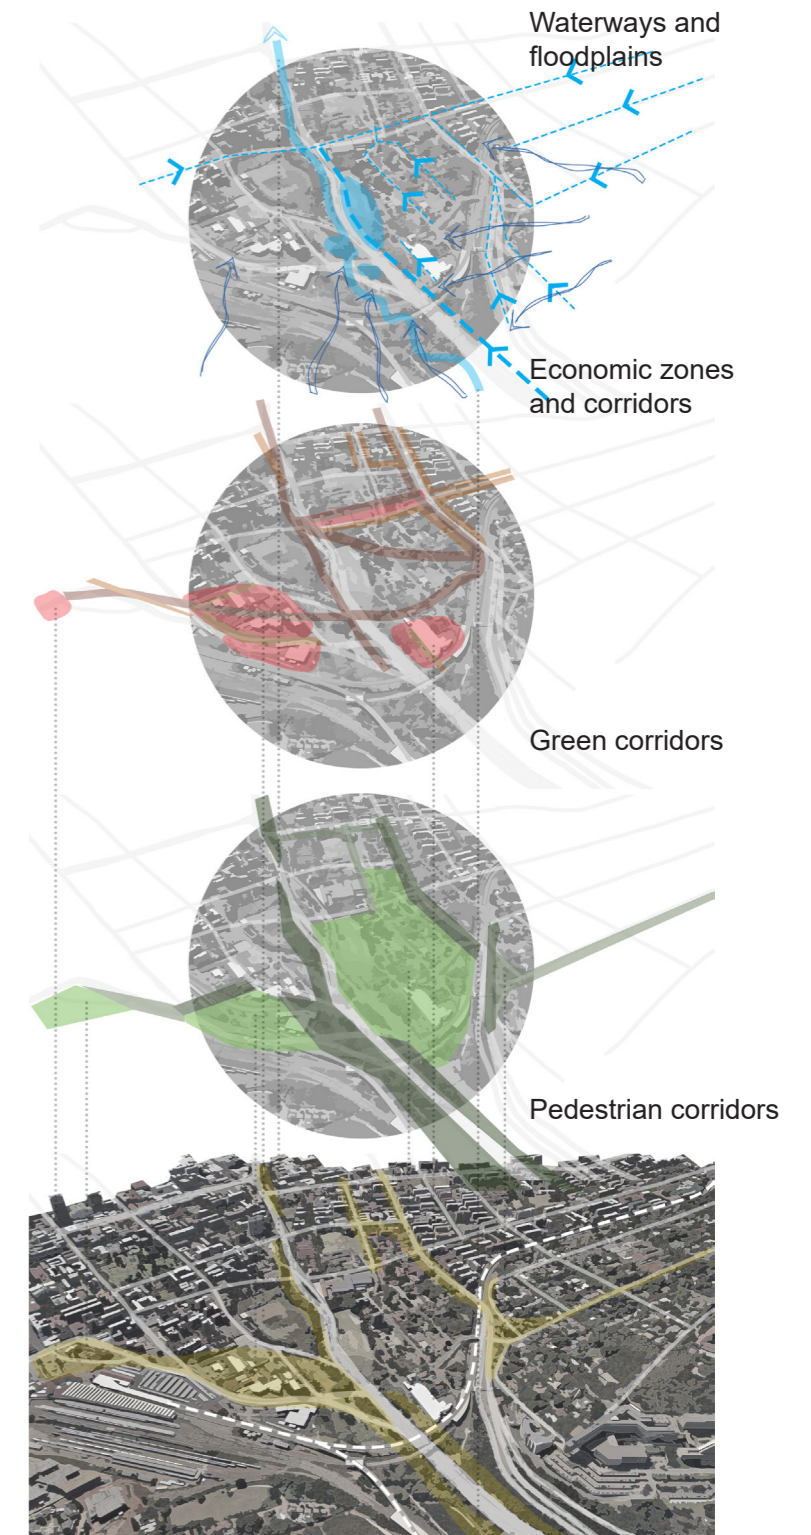 Waterways and
floodplains
Economic zones
and corridors
Green corridors
Pedestrian corridors